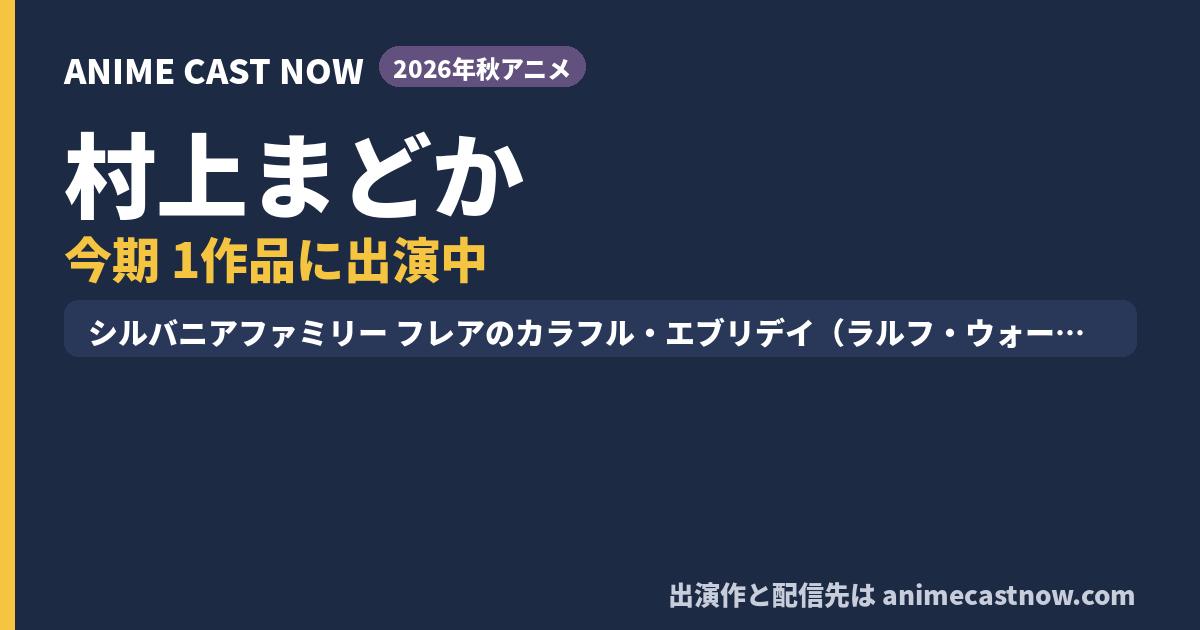 ANIME CAST NOW 2026年秋アニメ
村上まどか
今期 1作品に出演中
シルバニアファミリー フレアのカラフル・エブリデイ（ラルフ・ウォー…
出演作と配信先は animecastnow.com